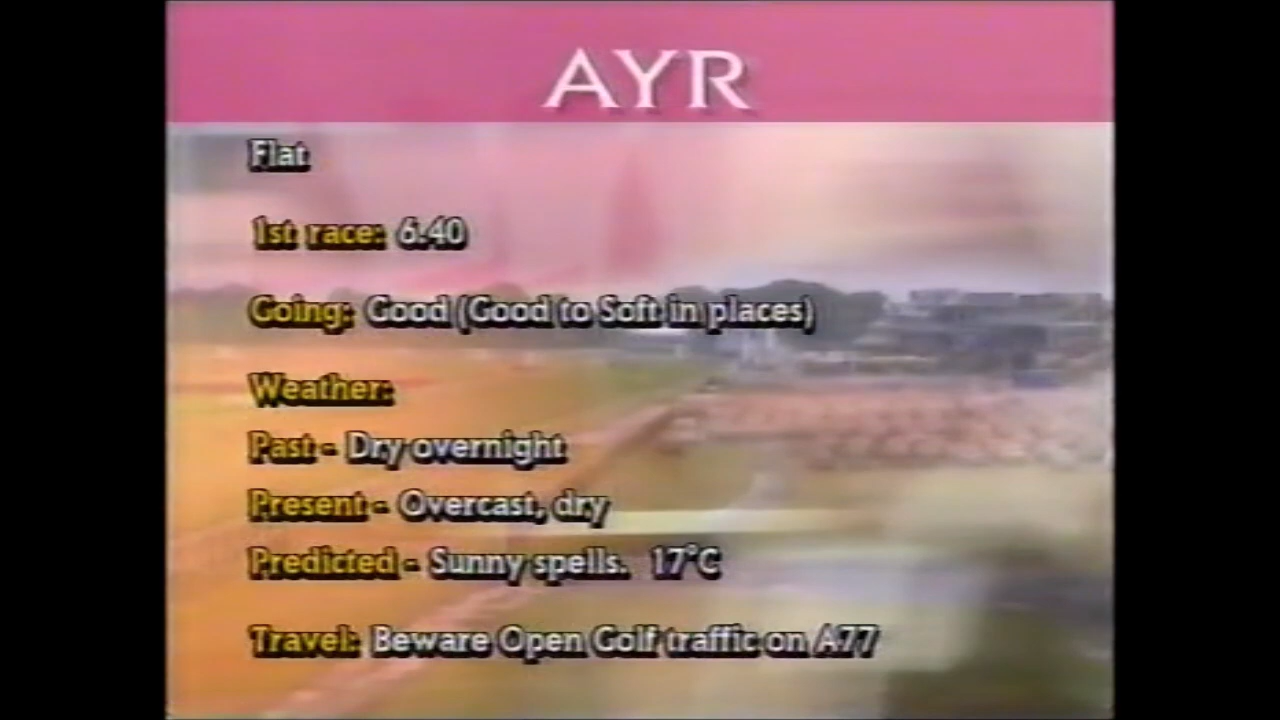 AYR
Flat
1st race: 6.40
Going: Good (Good to Soft in places)
Weather:
Past - Dry overnight
Present - Overcast, dry
Predicted - Sunny spells. 17°C
Travel: Beware Open Golf traffic on A77